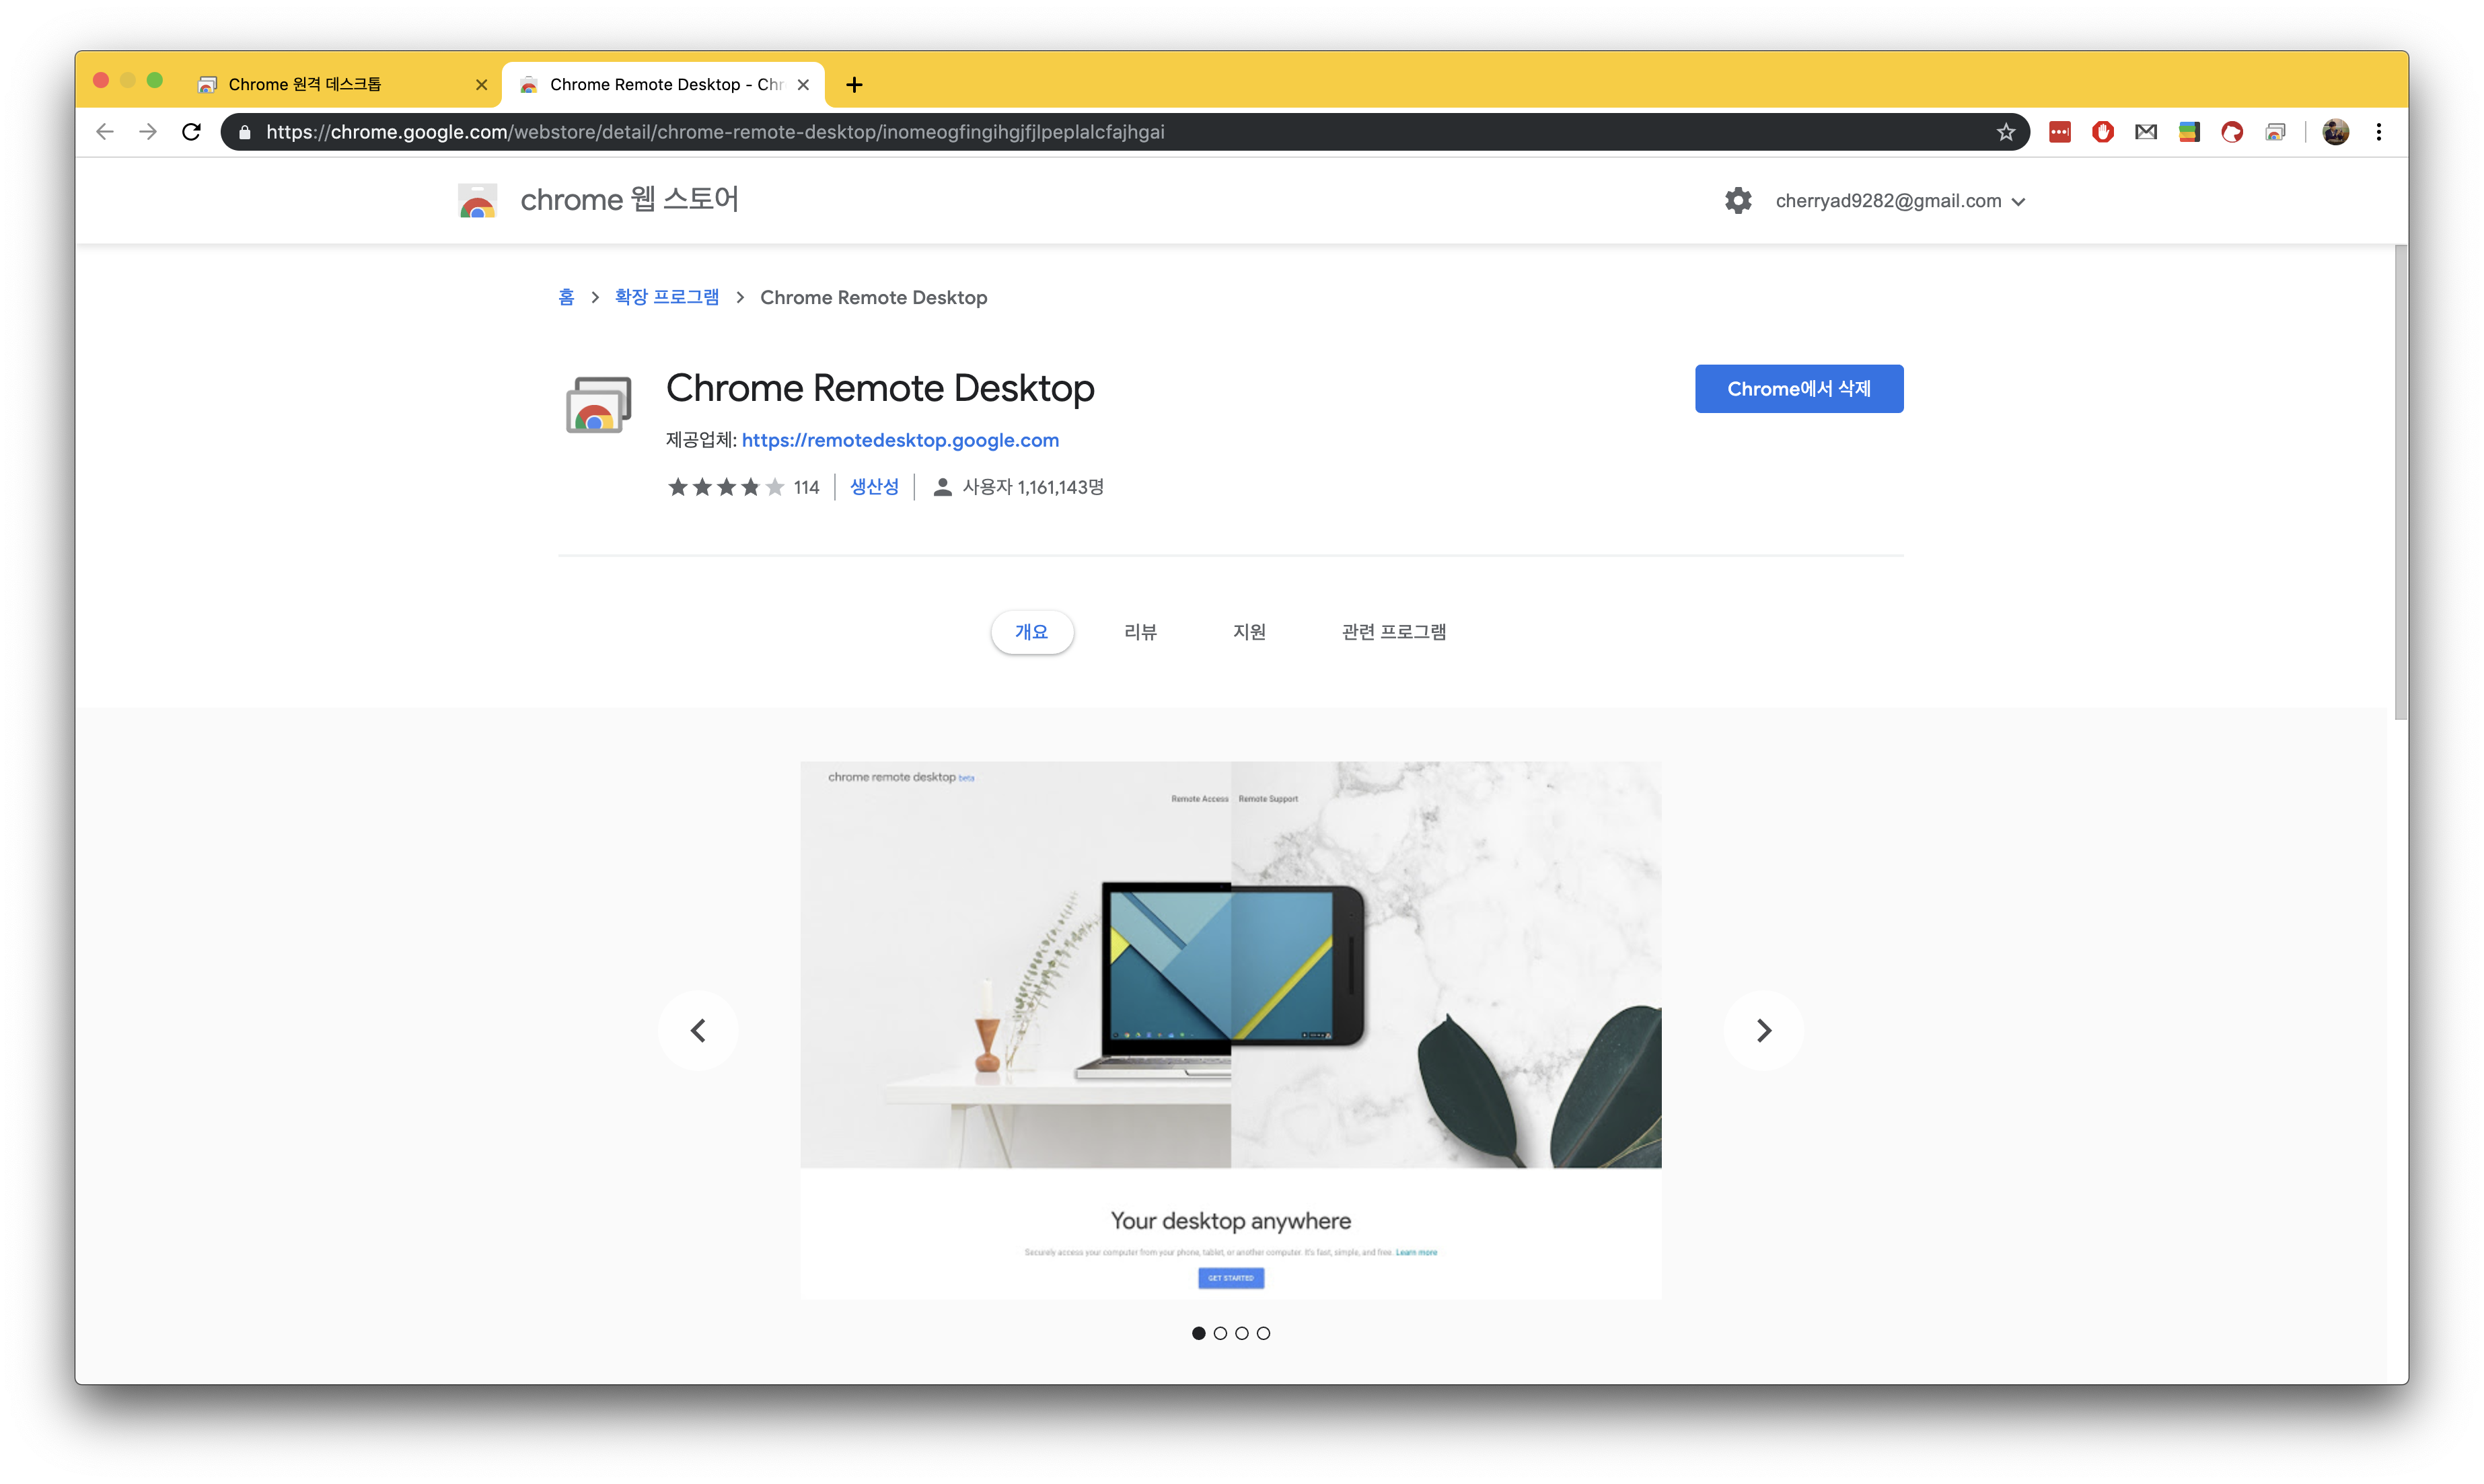 Chrome 원격 데스크톱
Chrome Remote Desktop - Chr
https://chrome.google.com/webstore/detail/chrome-remote-desktop/inomeogfingihgjfjlpeplalcfajhgai
chrome 웹 스토어
cherryad9282@gmail.com
홈 > 확장 프로그램 > Chrome Remote Desktop
Chrome Remote Desktop
Chrome에서 삭제
제공업체: https://remotedesktop.google.com
114 | 생산성 | 사용자 1,161,143명
개요 리뷰 지원 관련 프로그램
chrome remote desktop beta
Remote Access Remote Support
Your desktop anywhere
Securely access your computer from your phone, tablet, or another computer. It's fast, simple, and free. Learn more
GET STARTED